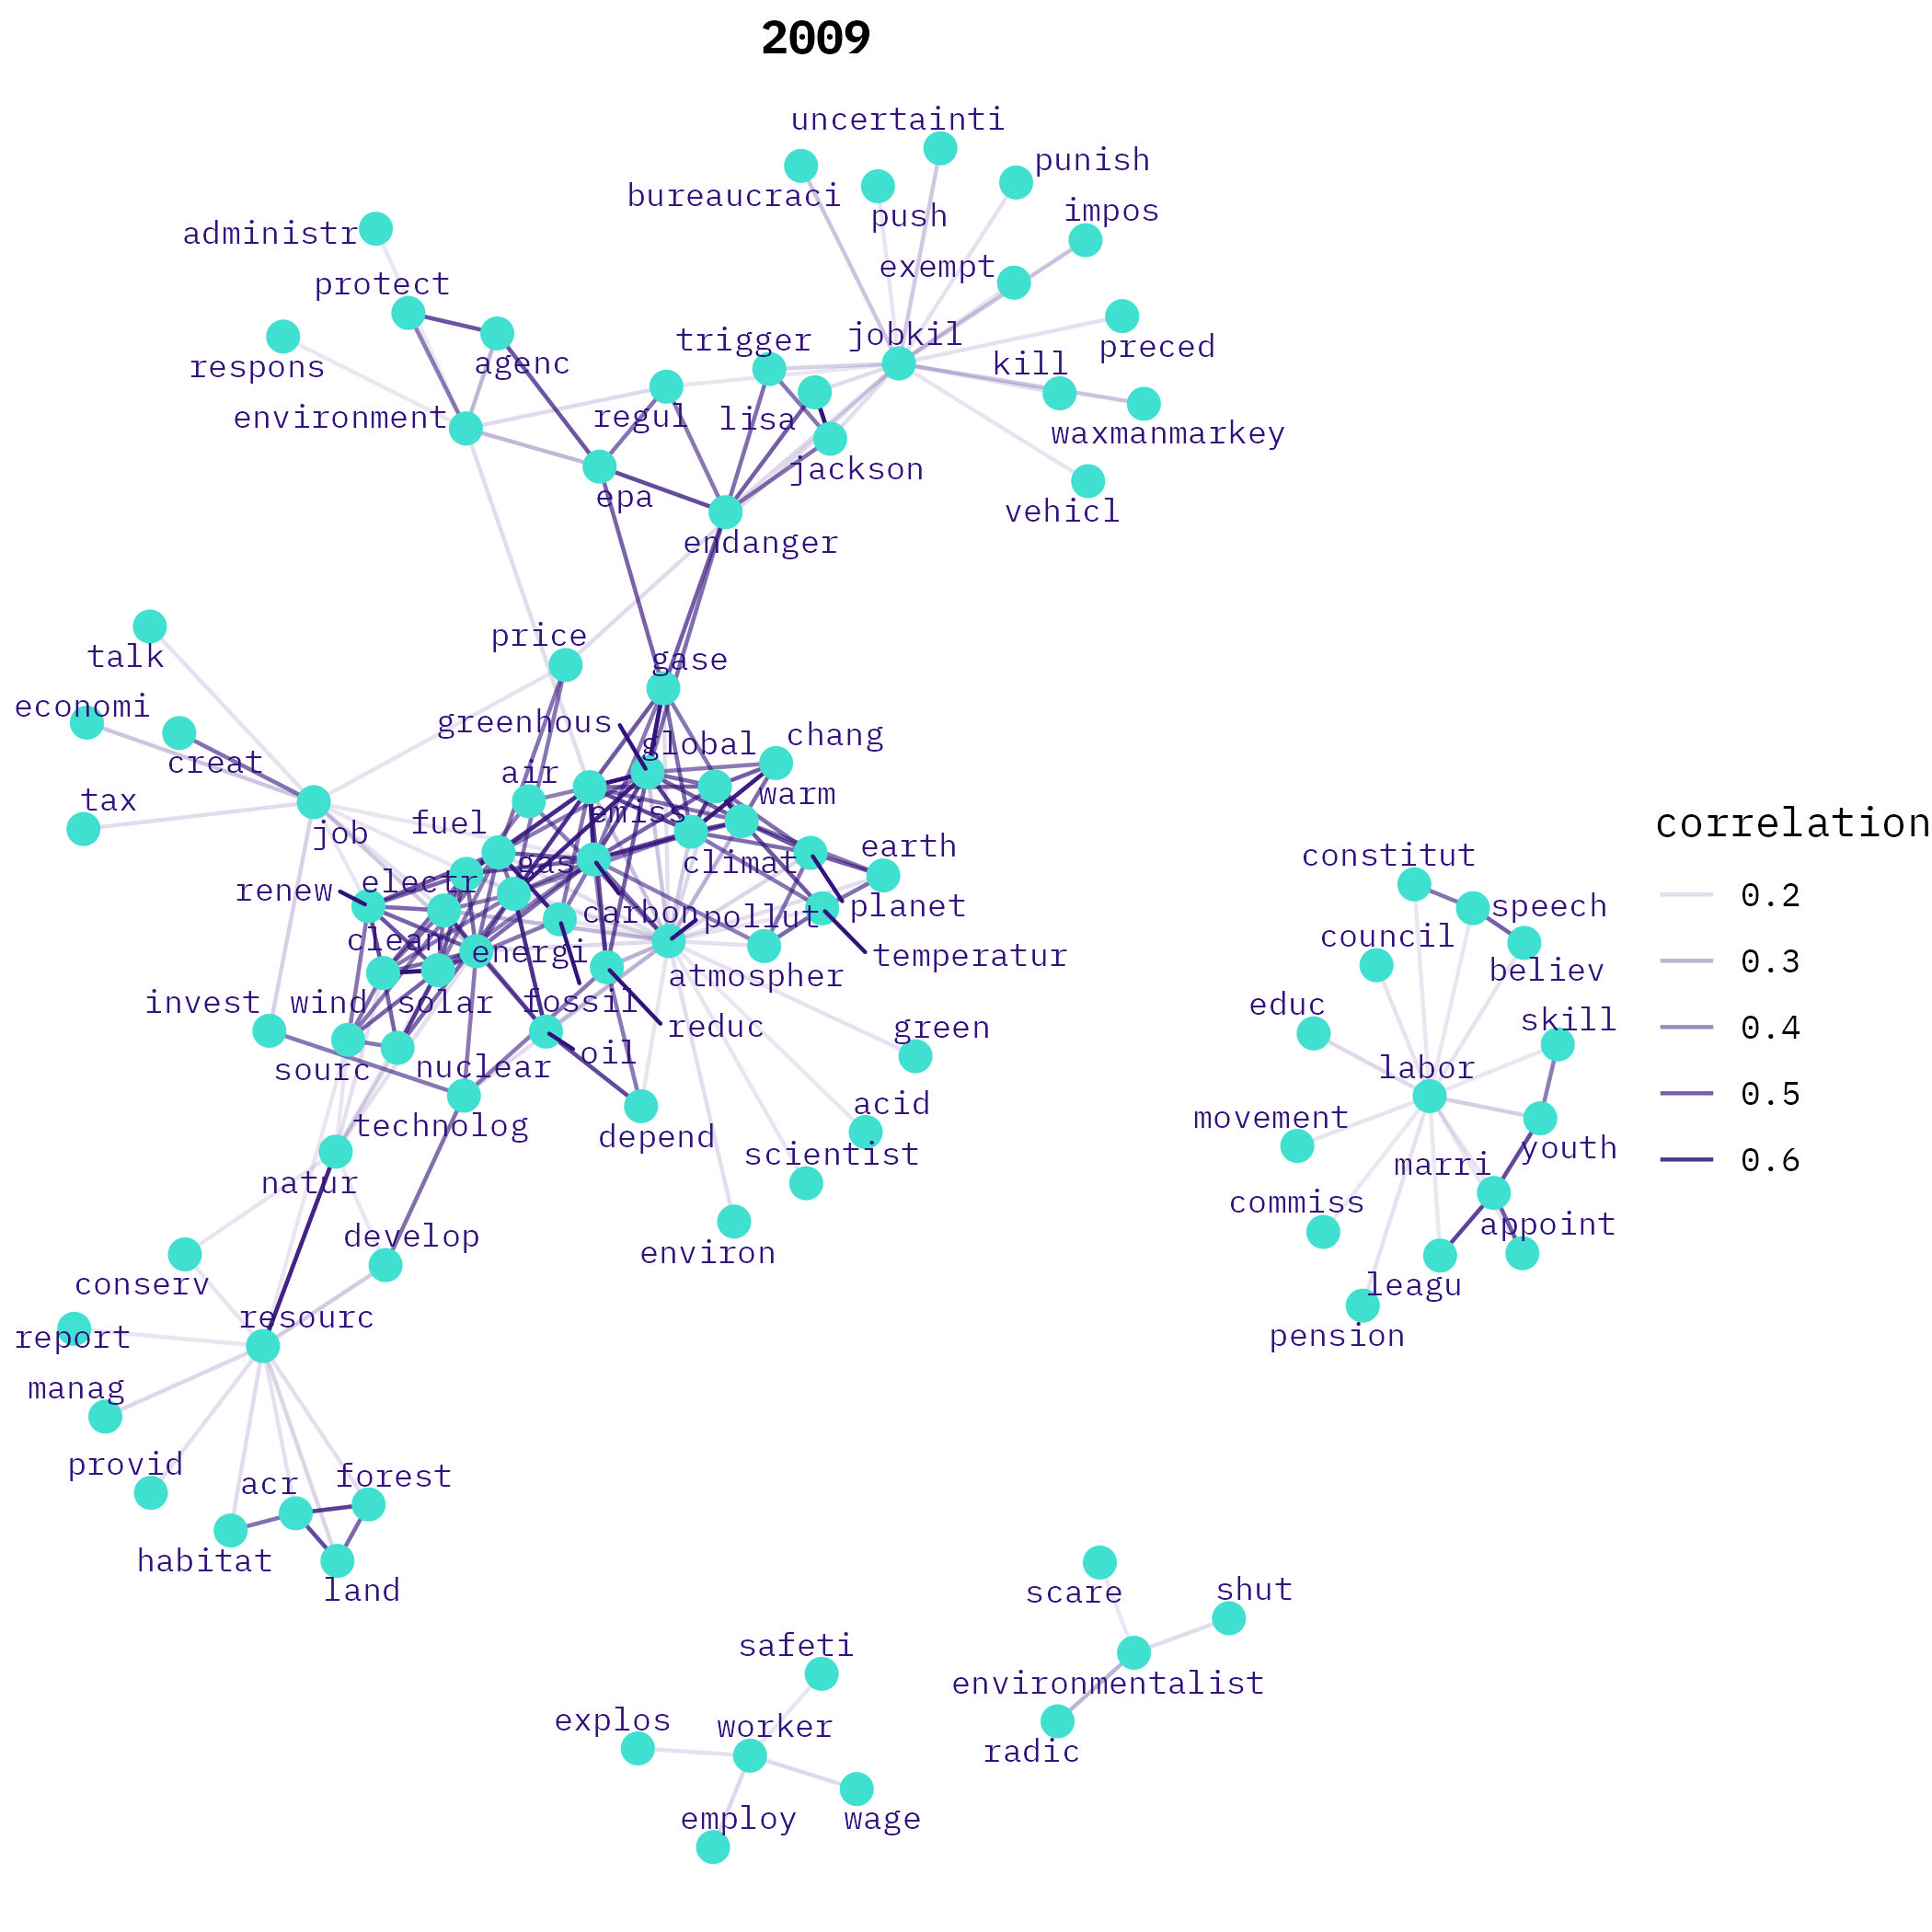 2009
uncertainti
punish
bureaucraci
push
impos
administr
exempt
protect
trigger
jobkil
preced
respons
agenc
kill
environment
regul
lisa
waxmanmarkey
jackson
epa
vehicl
endanger
price
talk
gase
economi
greenhous
global
chang
creat
air
tax
emiss
warm
job
fuel
correlation
gas
climat
earth
constitut
renew
electr
0.2
carbon
pollut
planet
speech
clean
energi
council
temperatur
0.3
atmospher
believ
invest
wind
solar
fossil
educ
reduc
green
skill
0.4
sourc
nuclear
oil
labor
0.5
acid
technolog
depend
movement
scientist
youth
0.6
natur
marri
commiss
develop
environ
appoint
conserv
leagu
resourc
report
pension
manag
provid
acr
forest
habitat
land
scare
shut
safeti
environmentalist
explos
worker
radic
employ
wage